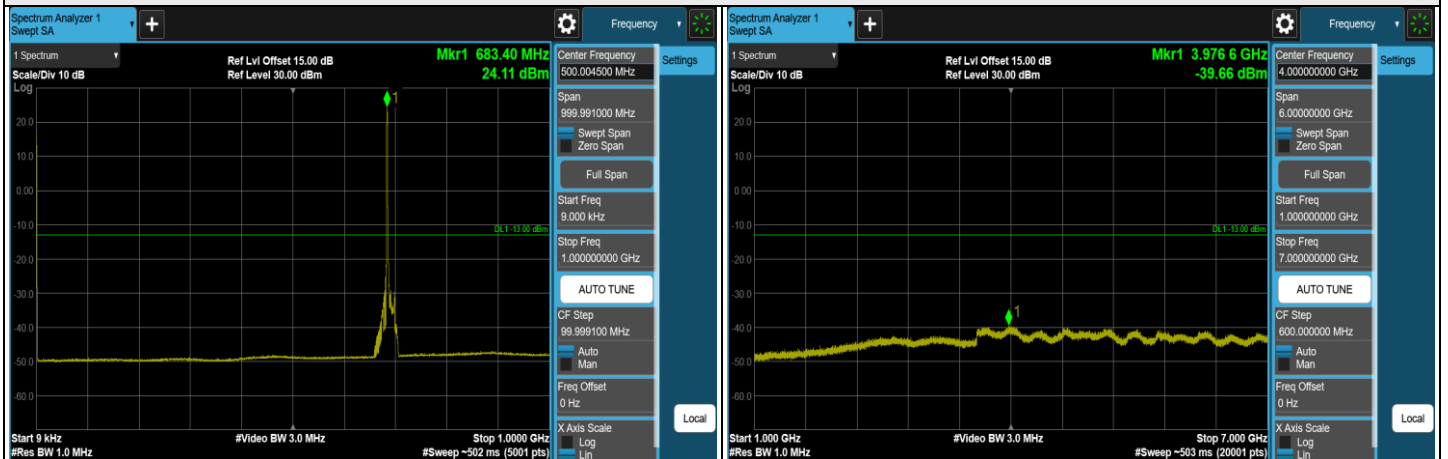 Spectrum Analyzer 1
Swept SA
+
Frequency
1 Spectrum
Scale/Div 10 dB
Log
Ref Lvl Offset 15.00 dB
Ref Level 30.00 dBm
Mkr1 683.40 MHz
24.11 dBm
1
20.0
10.0
0.00
-10.0
DL1 -13.00 dBm
-30.0
-40.0
-50.0
-60.0
Start 9 kHz
#Res BW 1.0 MHz
#Video BW 3.0 MHz
Stop 1.0000 GHz
#Sweep ~502 ms (5001 pts)
Center Frequency
500.004500 MHz
Settings
Span
999.991000 MHz
Swept Span
Zero Span
Full Span
Start Freq
9.000 kHz
Stop Freq
1.000000000 GHz
AUTO TUNE
CF Step
99.999100 MHz
Auto
Man
Freq Offset
0 Hz
Local
X Axis Scale
Log
Lin
Spectrum Analyzer 1
Swept SA
+
Frequency
1 Spectrum
Scale/Div 10 dB
Log
Ref Lvl Offset 15.00 dB
Ref Level 30.00 dBm
Mkr1 3.976 6 GHz
-39.66 dBm
1
20.0
10.0
0.00
-10.0
DL1 -13.00 dBm
-30.0
-40.0
-50.0
-60.0
Start 1.000 GHz
#Res BW 1.0 MHz
#Video BW 3.0 MHz
Stop 7.000 GHz
#Sweep ~503 ms (20001 pts)
Center Frequency
4.000000000 GHz
Settings
Span
6.00000000 GHz
Swept Span
Zero Span
Full Span
Start Freq
1.000000000 GHz
Stop Freq
7.000000000 GHz
AUTO TUNE
CF Step
600.000000 MHz
Auto
Man
Freq Offset
0 Hz
Local
X Axis Scale
Log
Lin